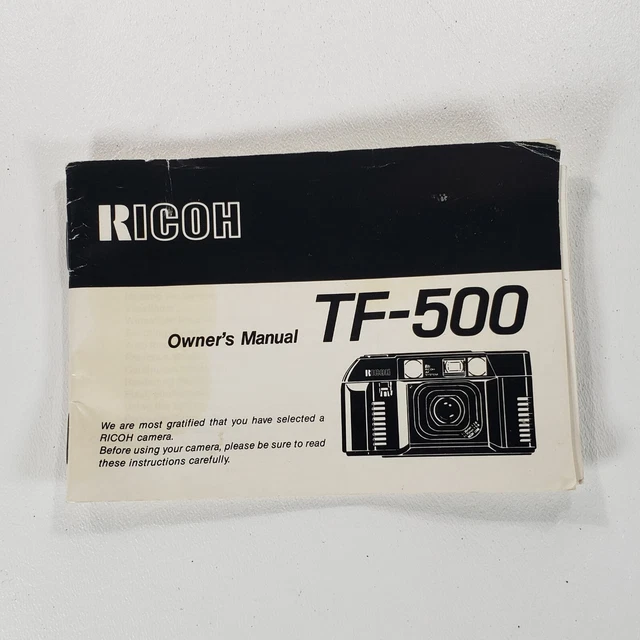 RICOH
TF-500
Owner's Manual
RICOH
We are most gratified that you have selected a
RICOH camera.
Before using your camera, please be sure to read
these instructions carefully.